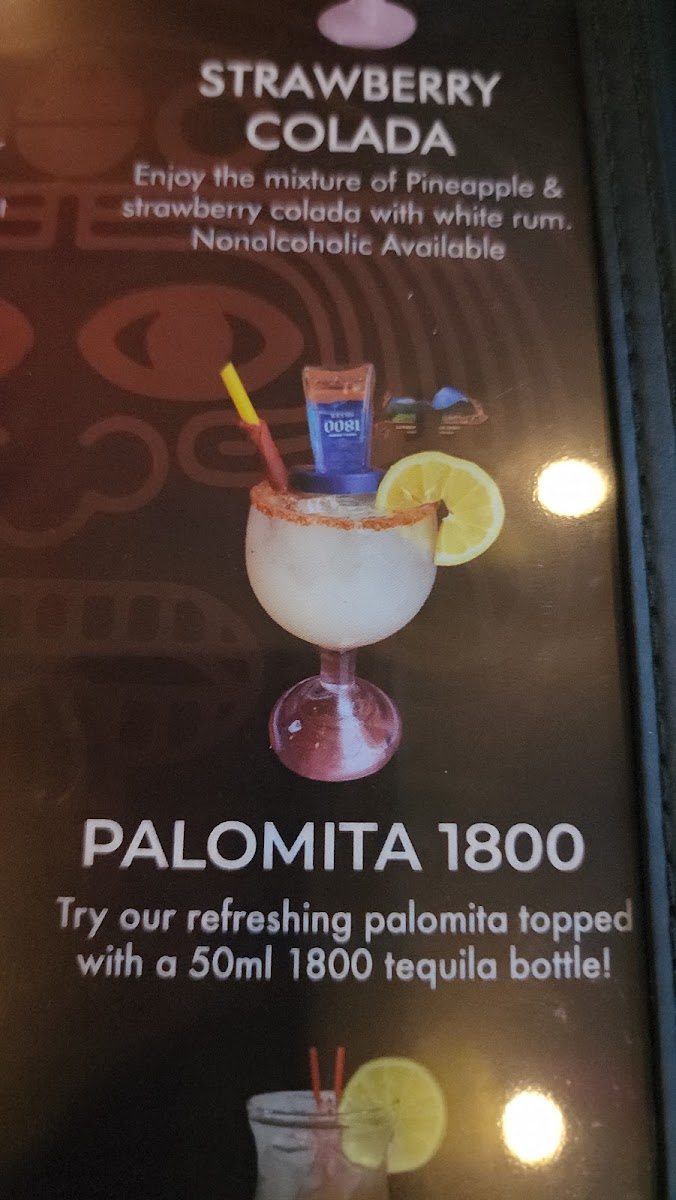 STRAWBERRY
COLADA
Enjoy the mixture of Pineapple &
strawberry colada with white rum.
Nonalcoholic Available
1800
PALOMITA 1800
Try our refreshing palomita topped
with a 50ml 1800 tequila bottle!